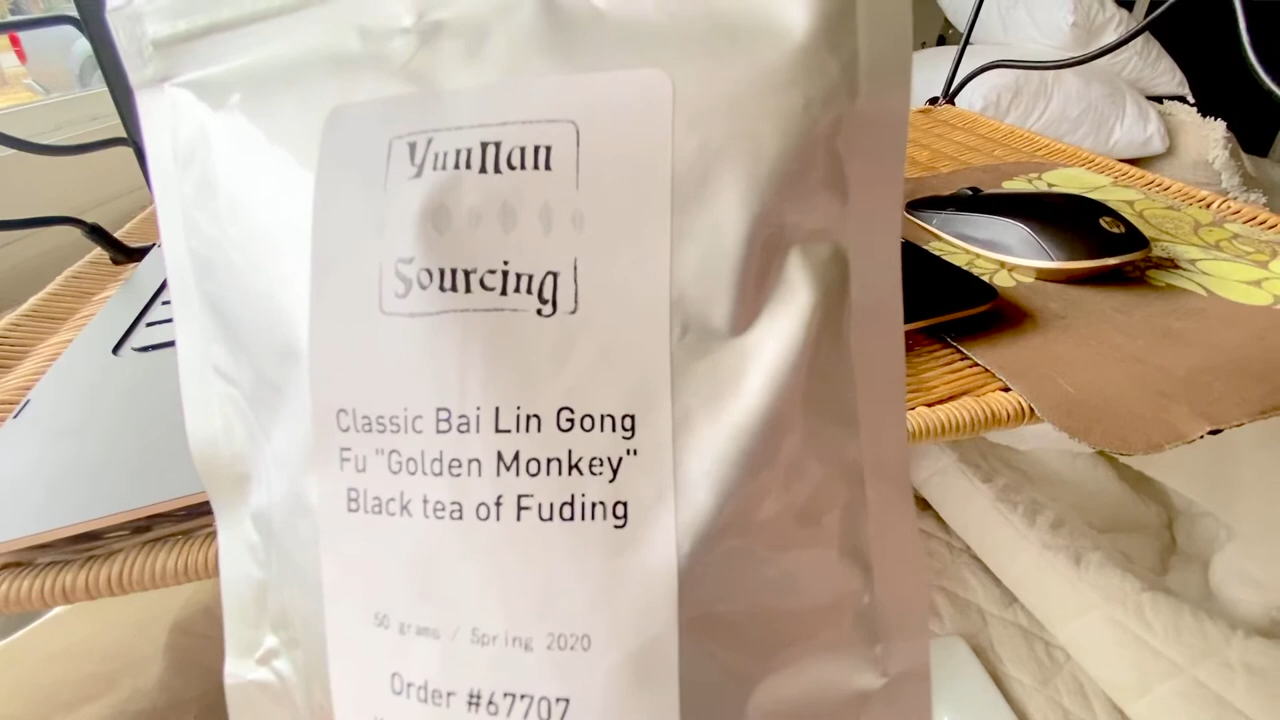 YunNan
Sourcing
Classic Bai Lin Gong
Fu "Golden Monkey"
Black tea of Fuding
50 grams / Spring 2020
Order #67707